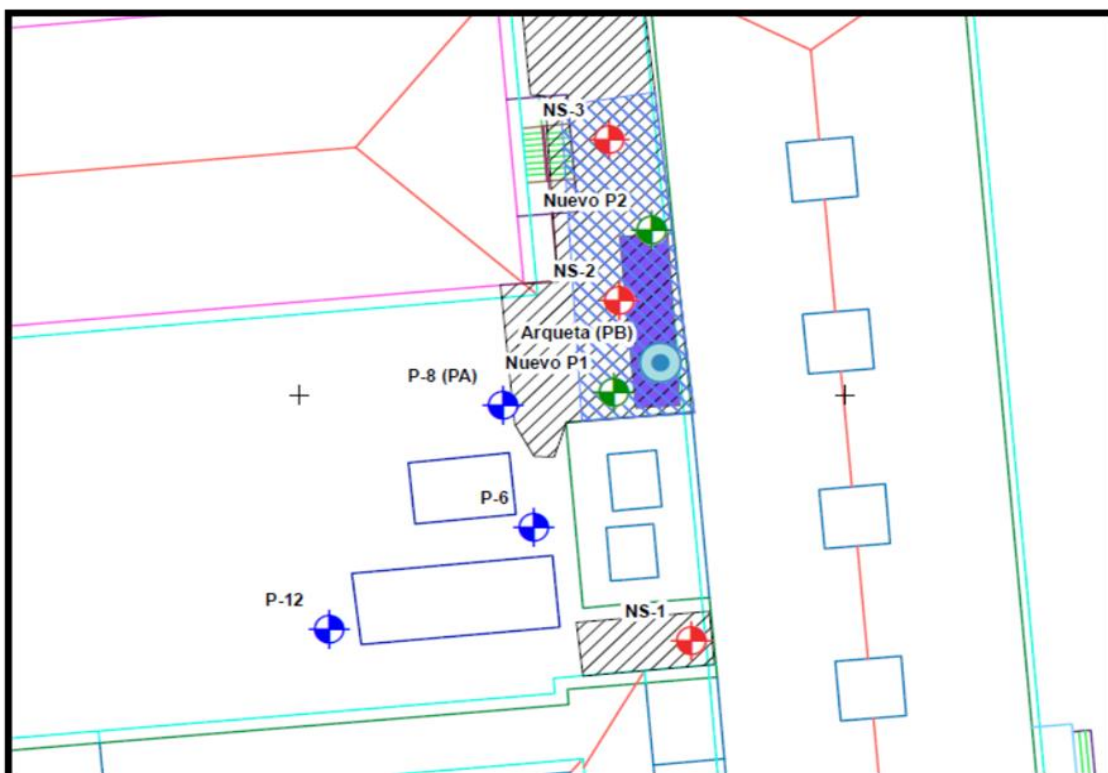 NS-3
Nuevo P2
NS-2
Arqueta (PB)
Nuevo P1
P-8 (PA)
P-6
P-12
NS-1